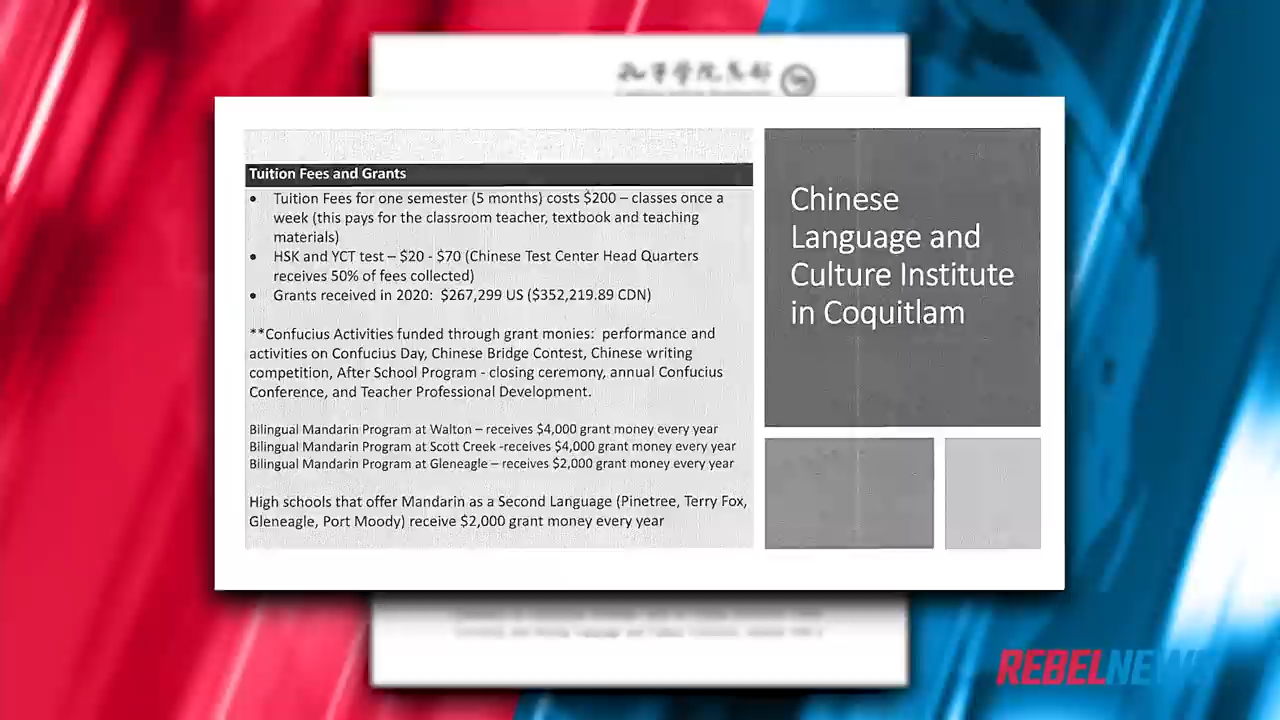 Tuition Fees and Grants
• Tuition Fees for one semester (5 months) costs $200 – classes once a
week (this pays for the classroom teacher, textbook and teaching
materials)
• HSK and YCT test – $20 - $70 (Chinese Test Center Head Quarters
receives 50% of fees collected)
• Grants received in 2020: $267,299 US ($352,219.89 CDN)
**Confucius Activities funded through grant monies: performance and
activities on Confucius Day, Chinese Bridge Contest, Chinese writing
competition, After School Program - closing ceremony, annual Confucius
Conference, and Teacher Professional Development.
Bilingual Mandarin Program at Walton – receives $4,000 grant money every year
Bilingual Mandarin Program at Scott Creek -receives $4,000 grant money every year
Bilingual Mandarin Program at Gleneagle – receives $2,000 grant money every year
High schools that offer Mandarin as a Second Language (Pinetree, Terry Fox,
Gleneagle, Port Moody) receive $2,000 grant money every year
Chinese
Language and
Culture Institute
in Coquitlam
REBELNEWS